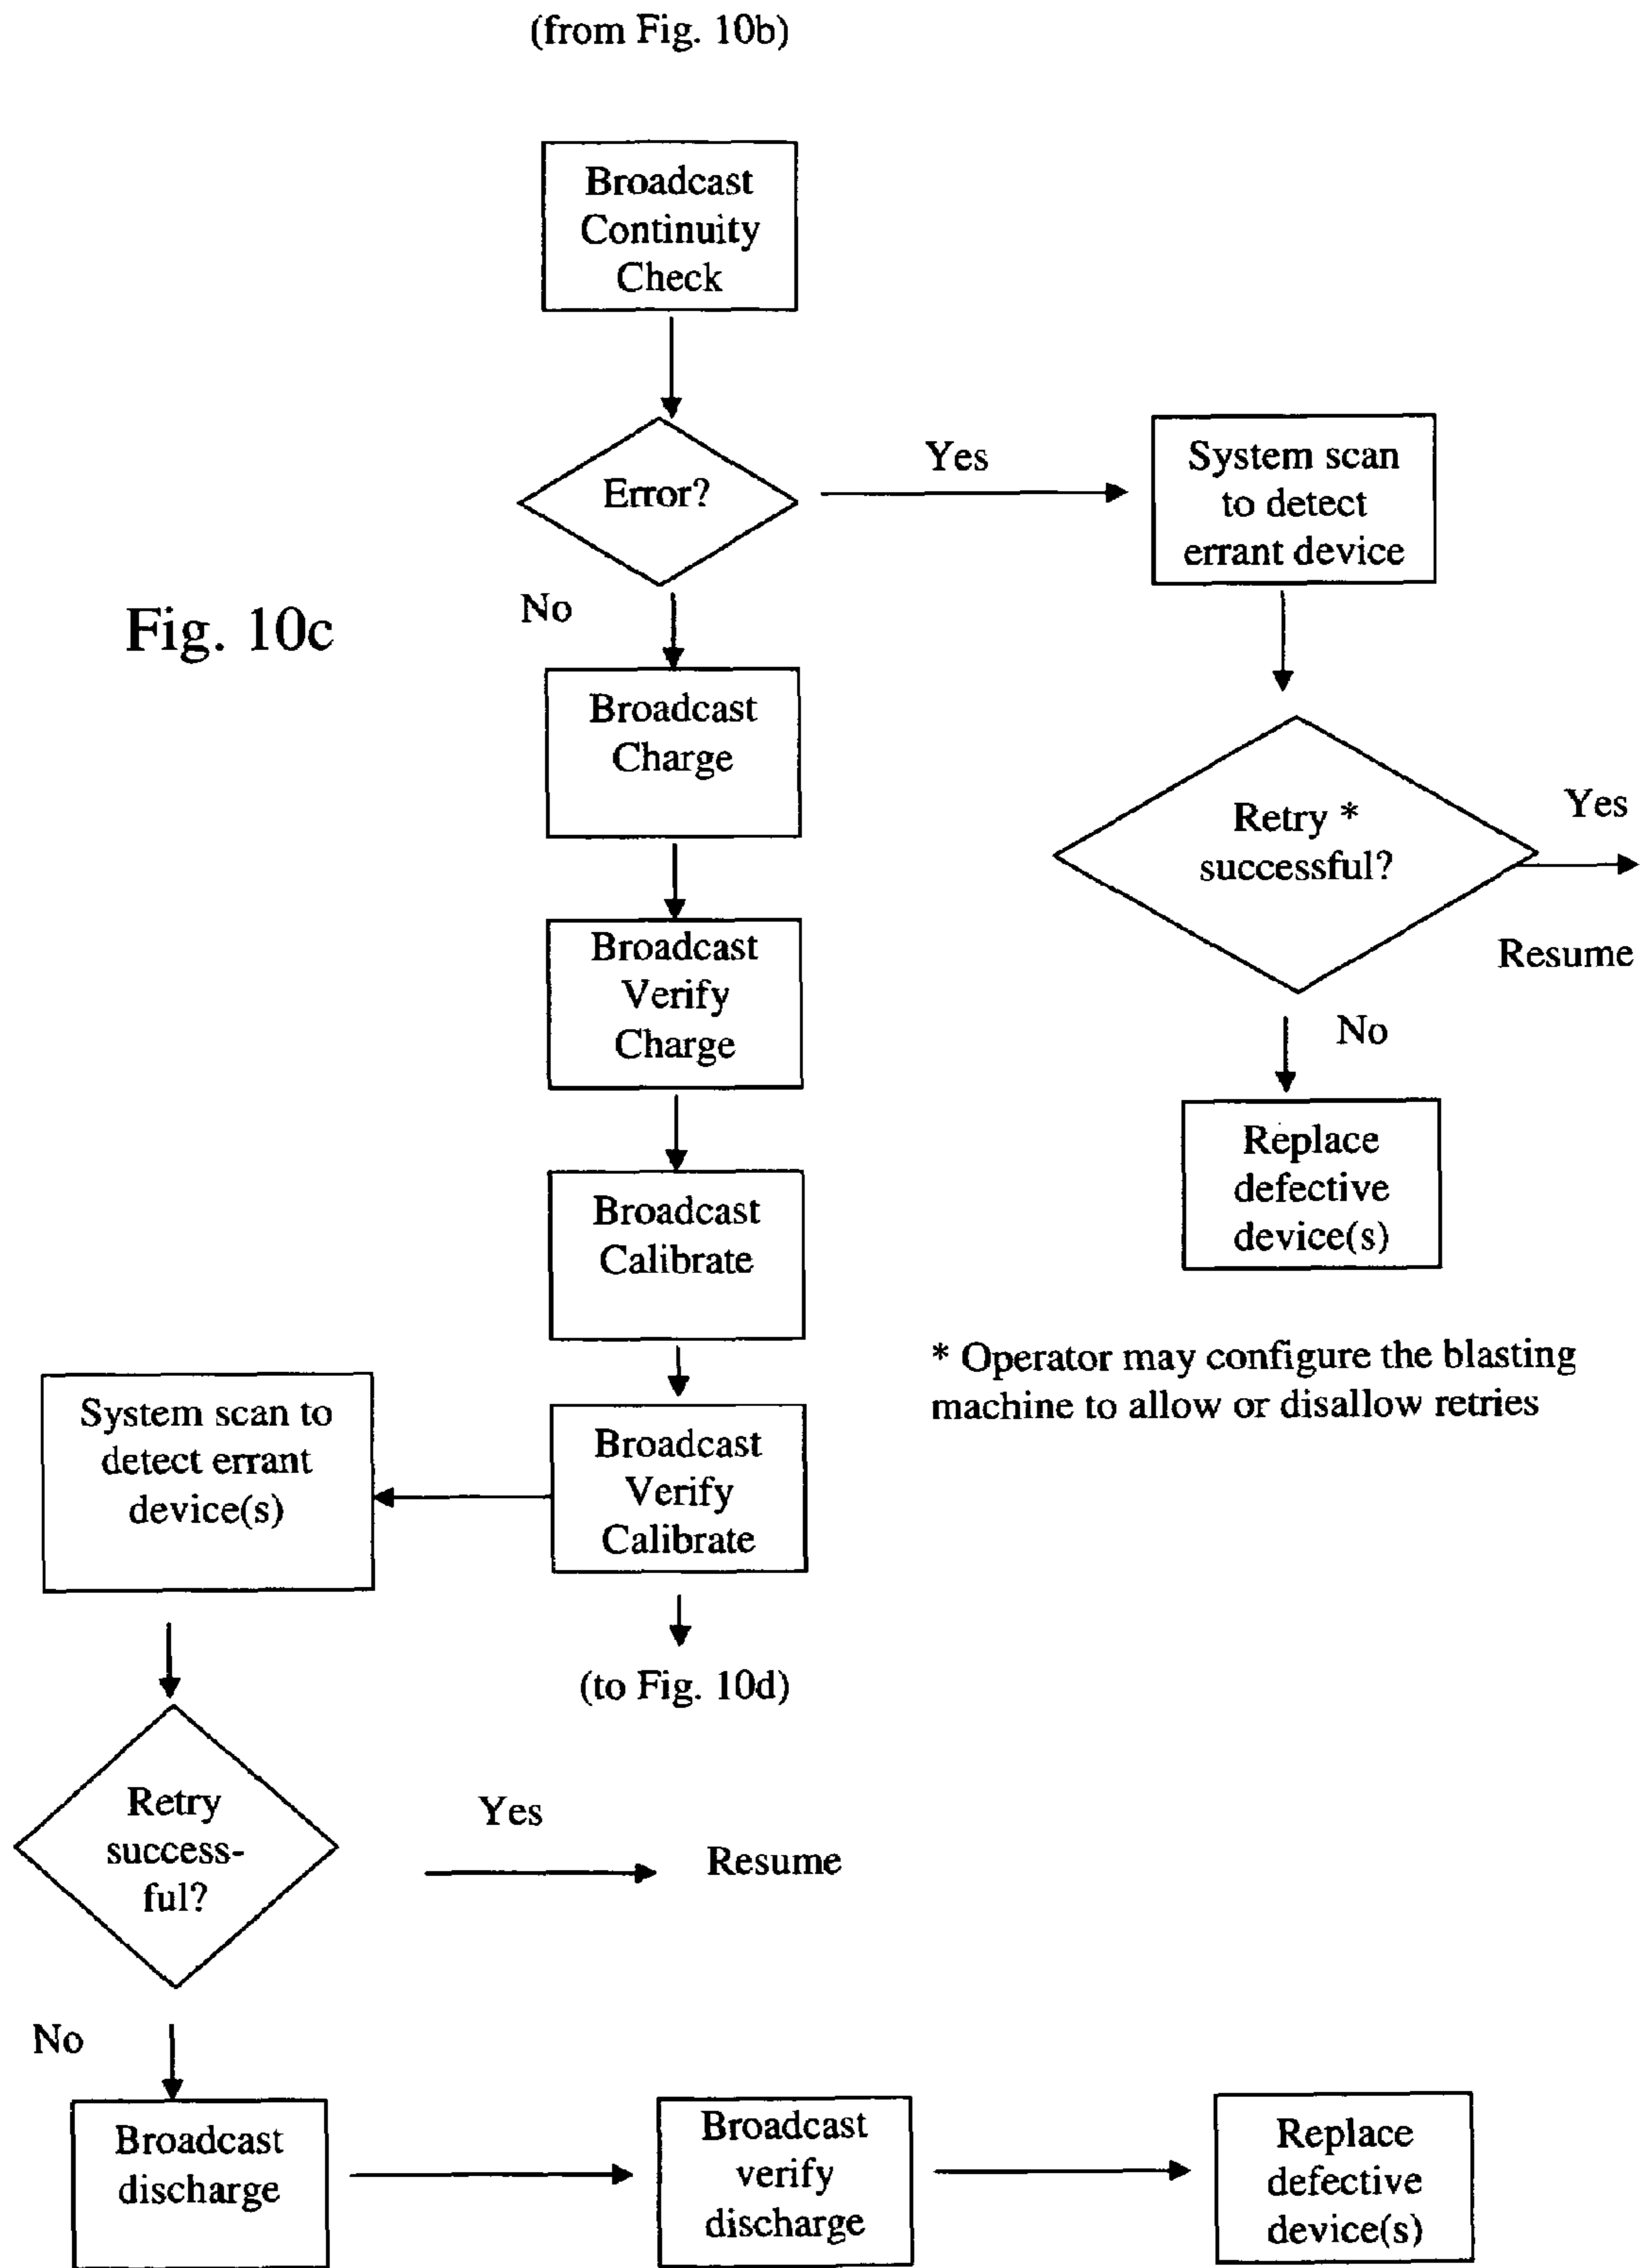 (from Fig. 10b)
Broadcast
Continuity
Check
Error?
Yes
System scan
to detect
errant device
No
Fig. 10c
Broadcast
Charge
Retry *
successful?
Yes
Resume
No
Replace
defective
device(s)
Broadcast
Verify
Charge
Broadcast
Calibrate
* Operator may configure the blasting
machine to allow or disallow retries
Broadcast
Verify
Calibrate
System scan to
detect errant
device(s)
(to Fig. 10d)
Retry
success-
ful?
Yes
Resume
No
Broadcast
discharge
Broadcast
verify
discharge
Replace
defective
device(s)